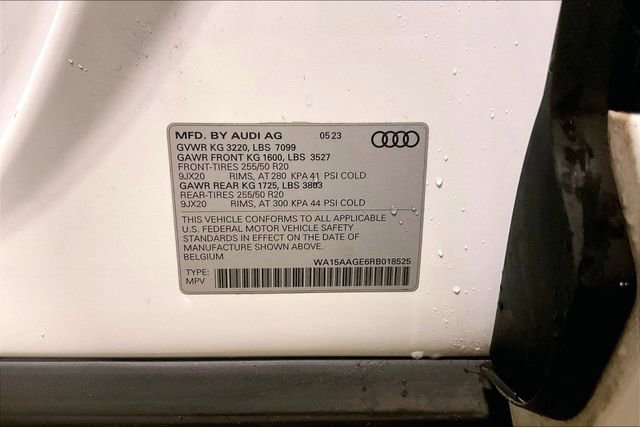 MFD. BY AUDI AG 05 23
GVWR KG 3220, LBS 7099
GAWR FRONT KG 1600, LBS 3527
FRONT-TIRES 255/50 R20
9JX20 RIMS, AT 280 KPA 41 PSI COLD
GAWR REAR KG 1725, LBS 3803
REAR-TIRES 255/50 R20
9JX20 RIMS, AT 300 KPA 44 PSI COLD
THIS VEHICLE CONFORMS TO ALL APPLICABLE
U.S. FEDERAL MOTOR VEHICLE SAFETY
STANDARDS IN EFFECT ON THE DATE OF
MANUFACTURE SHOWN ABOVE.
BELGIUM
WA15AAGE6RB018525
TYPE:
MPV